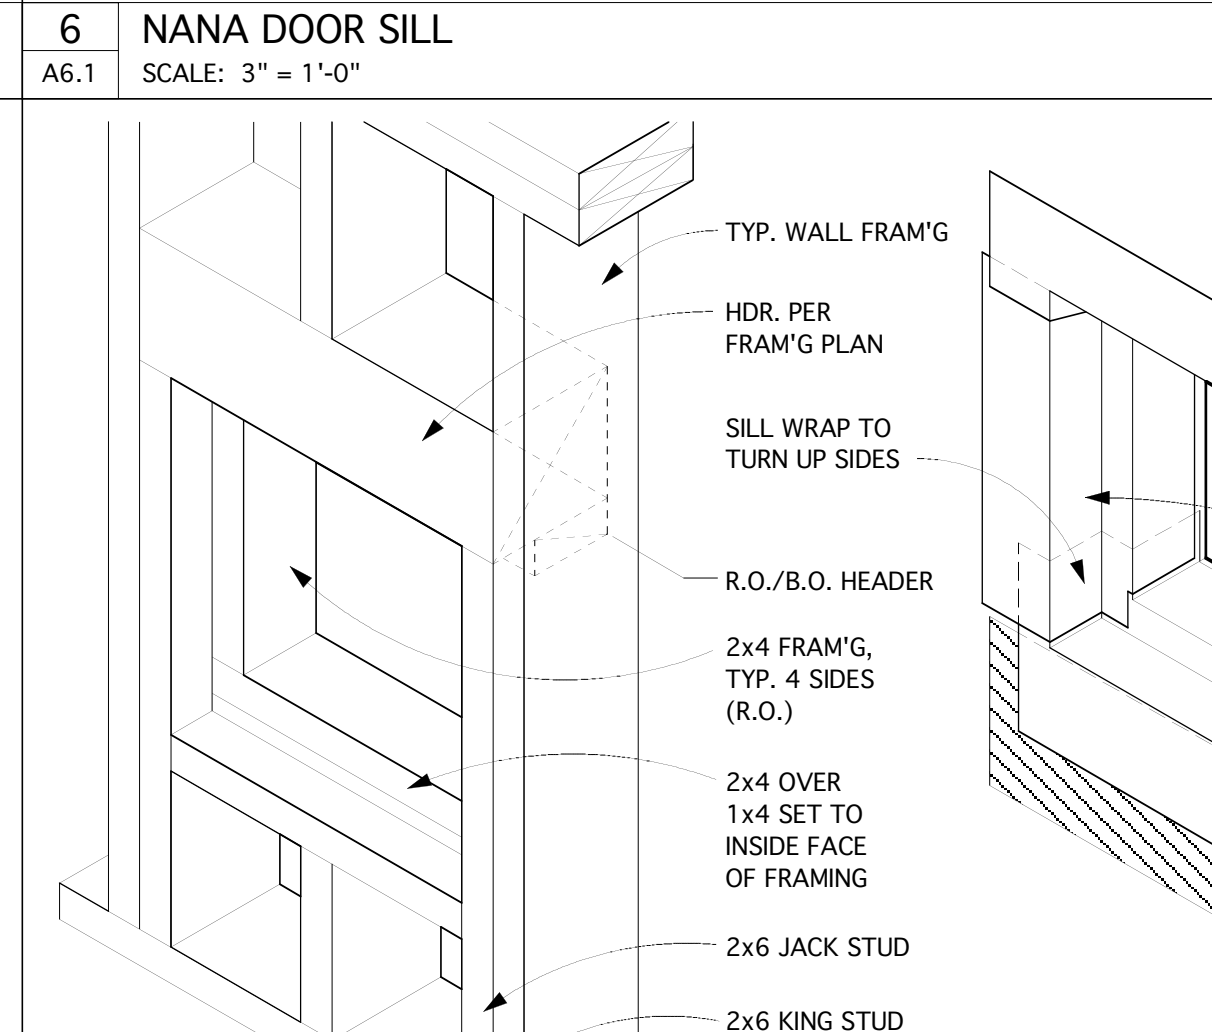 6
NANA DOOR SILL
A6.1
SCALE: 3" = 1'-0"
TYP. WALL FRAM'G
HDR. PER
FRAM'G PLAN
SILL WRAP TO
TURN UP SIDES
R.O./B.O. HEADER
2x4 FRAM'G,
TYP. 4 SIDES
(R.O.)
2x4 OVER
1x4 SET TO
INSIDE FACE
OF FRAMING
2x6 JACK STUD
2x6 KING STUD